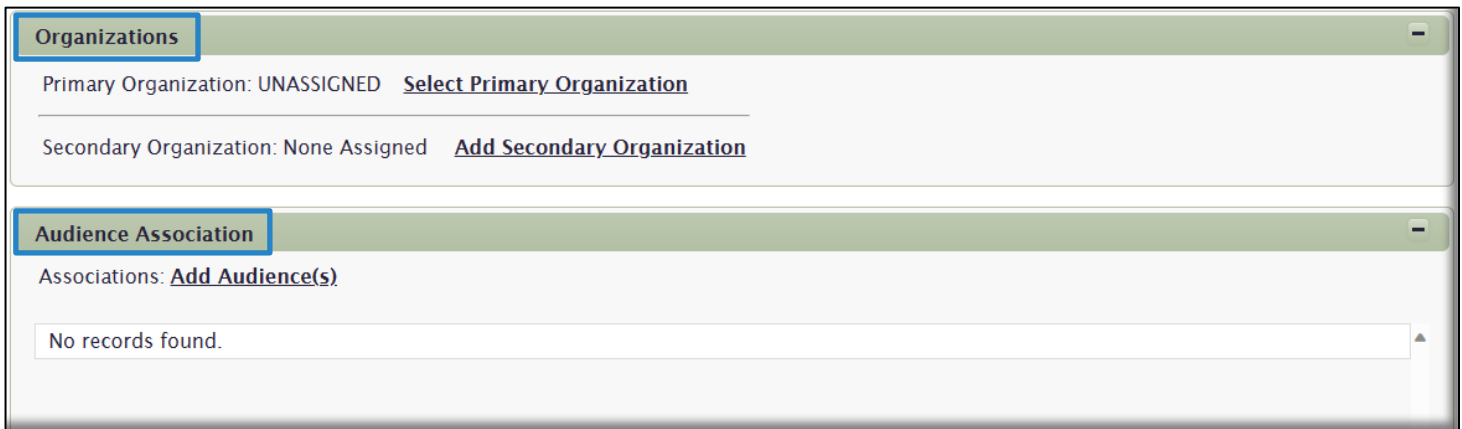 Organizations
Primary Organization: UNASSIGNED Select Primary Organization
Secondary Organization: None Assigned Add Secondary Organization
Audience Association
Associations: Add Audience(s)
No records found.